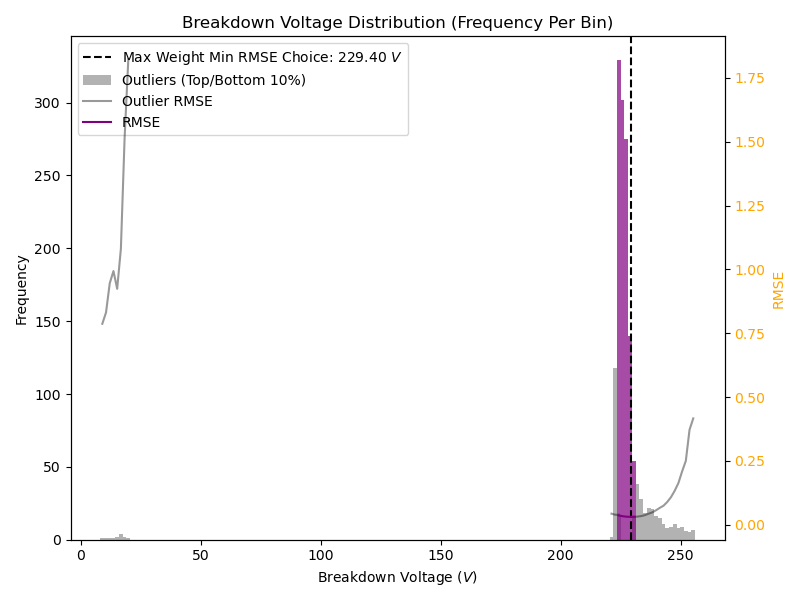 Breakdown Voltage Distribution (Frequency Per Bin)
Max Weight Min RMSE Choice: 229.40 V
Outliers (Top/Bottom 10%)
Outlier RMSE
RMSE
Frequency
300
250
200
150
100
50
0
0
50
100
150
200
250
Breakdown Voltage (V)
1.75
1.50
1.25
1.00
0.75
0.50
0.25
0.00
RMSE